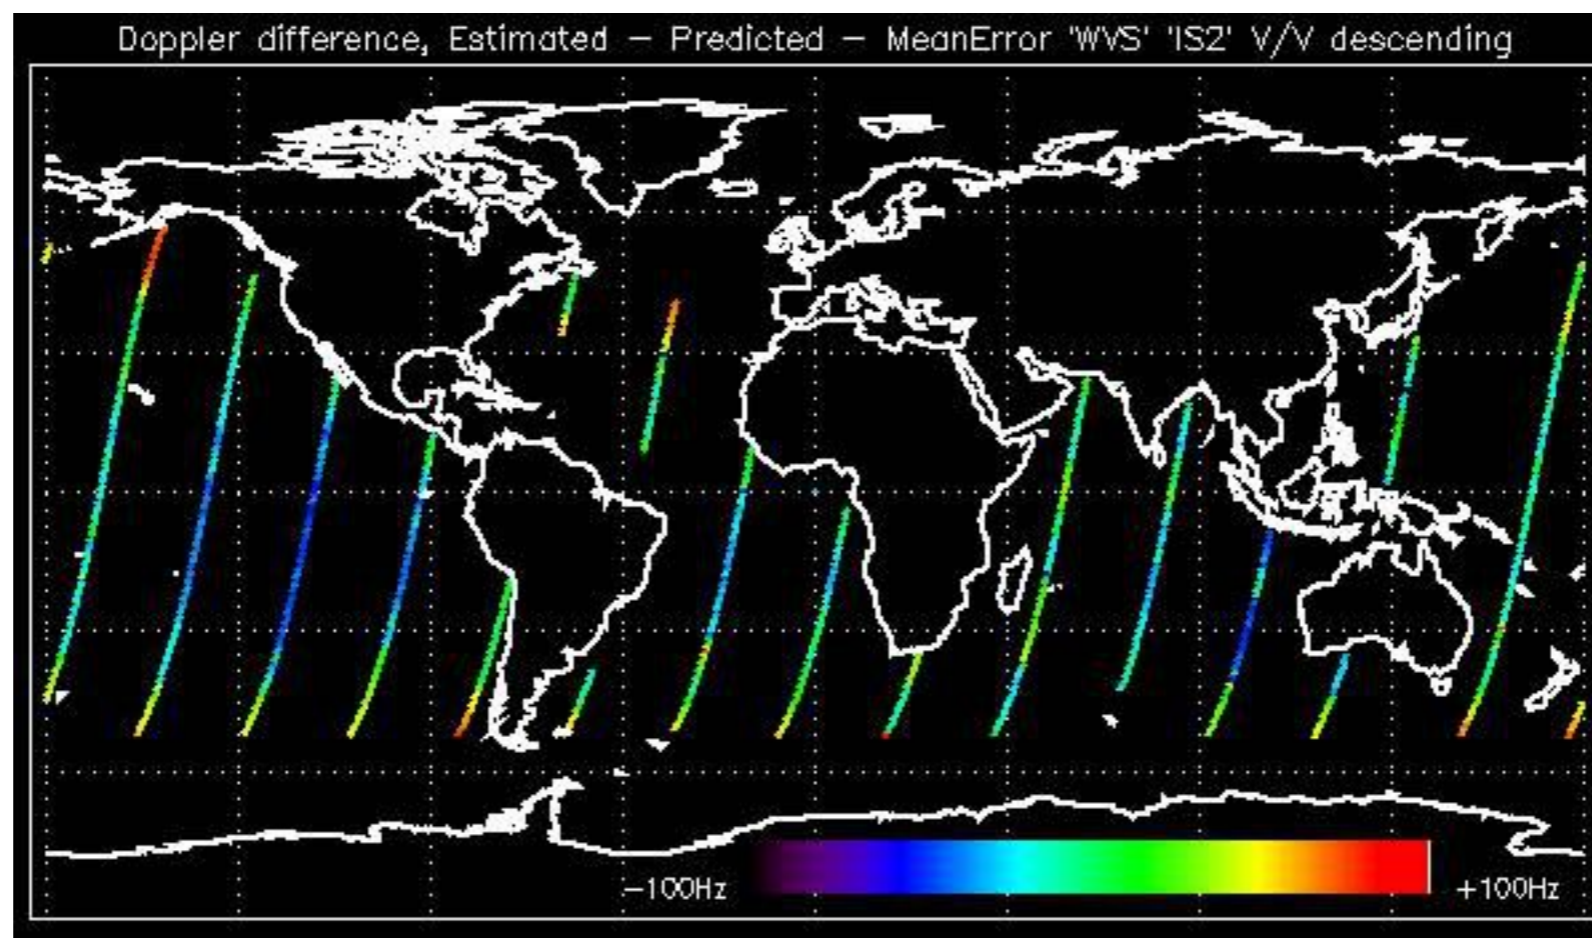 Doppler difference, Estimated – Predicted – MeanError 'WVS' 'IS2' V/V descending
–100Hz +100Hz